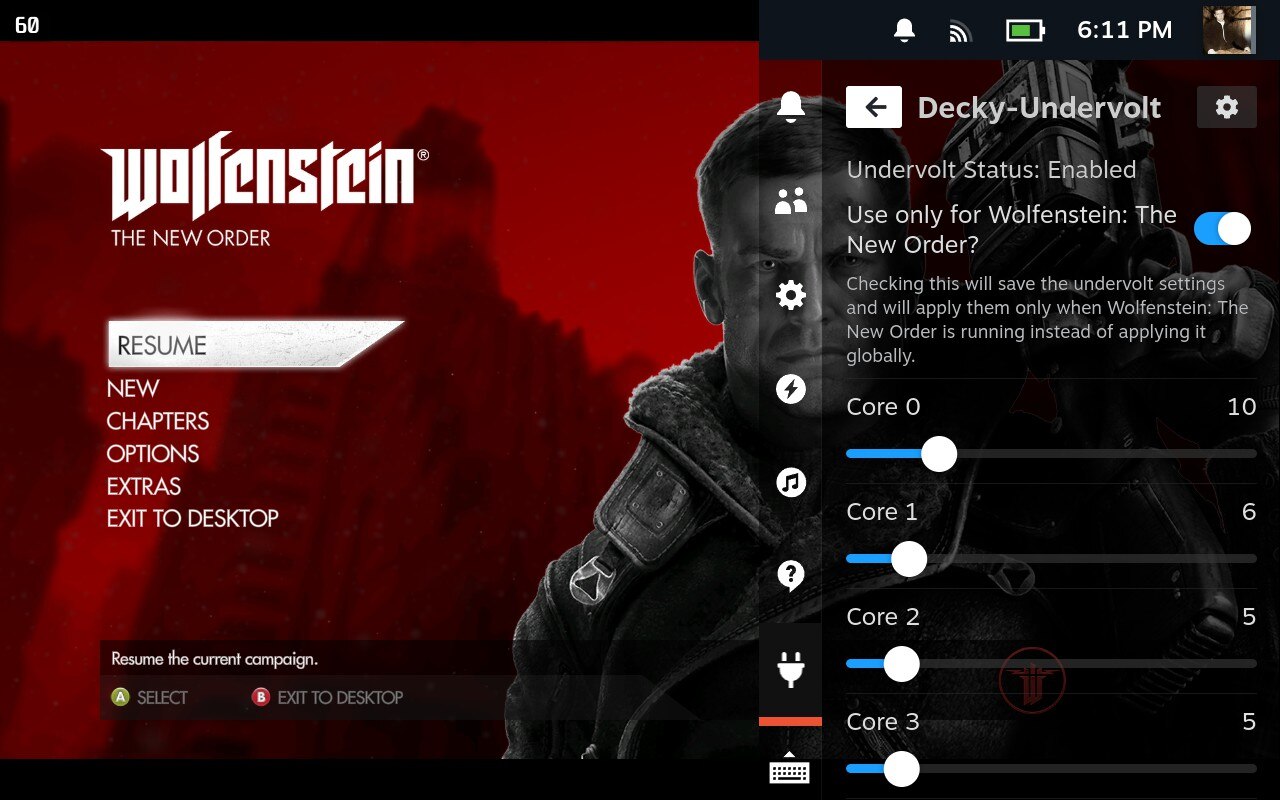 60
6:11 PM
wolfenstein®
THE NEW ORDER
RESUME
NEW
CHAPTERS
OPTIONS
EXTRAS
EXIT TO DESKTOP
Resume the current campaign.
A SELECT
B EXIT TO DESKTOP
Decky-Undervolt
Undervolt Status: Enabled
Use only for Wolfenstein: The
New Order?
Checking this will save the undervolt settings
and will apply them only when Wolfenstein: The
New Order is running instead of applying it
globally.
Core 0 10
Core 1 6
Core 2 5
Core 3 5